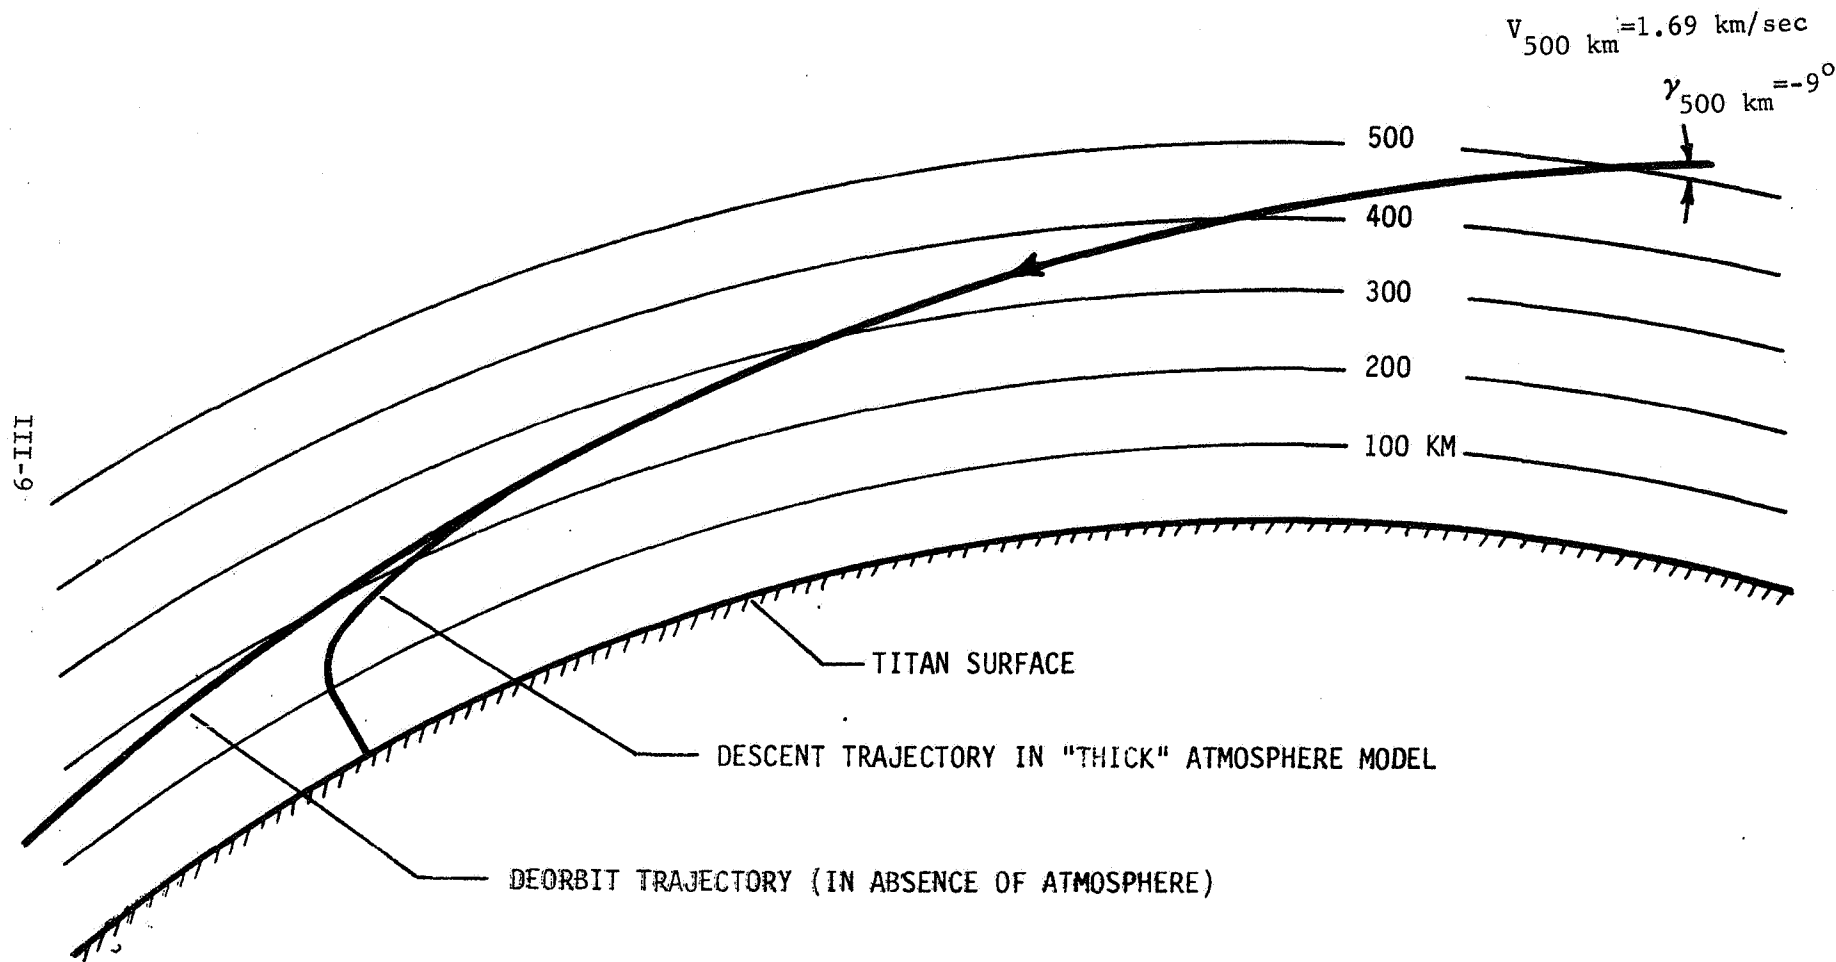 V500 km=1.69 km/sec
γ500 km=-9°
500
400
300
200
100 KM
III-9
TITAN SURFACE
DESCENT TRAJECTORY IN "THICK" ATMOSPHERE MODEL
DEORBIT TRAJECTORY (IN ABSENCE OF ATMOSPHERE)